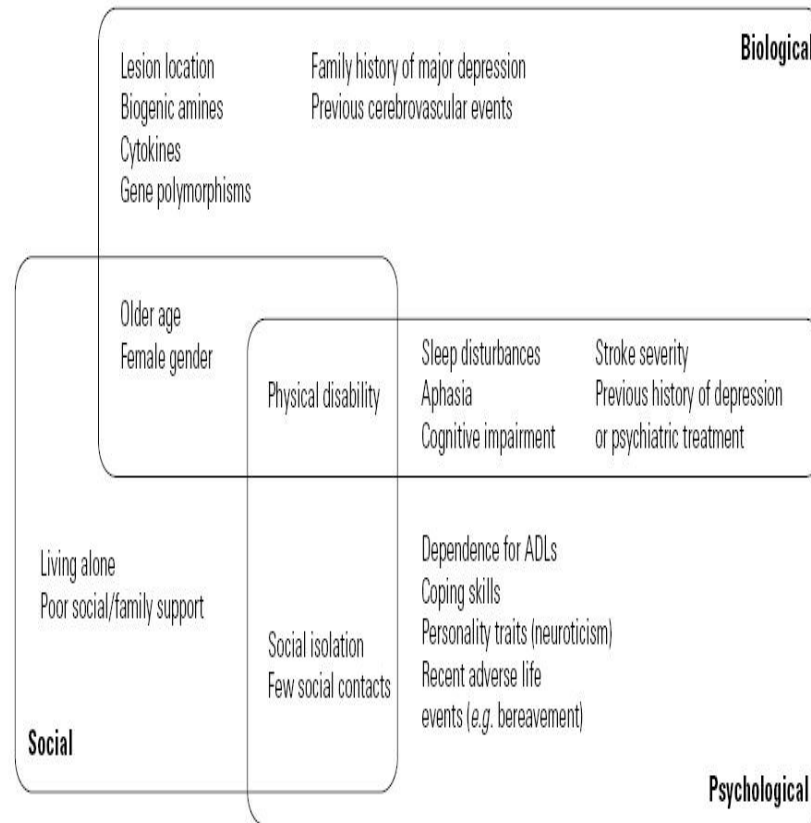 Biological
Lesion location
Biogenic amines
Cytokines
Gene polymorphisms
Family history of major depression
Previous cerebrovascular events
Older age
Female gender
Physical disability
Sleep disturbances
Aphasia
Cognitive impairment
Stroke severity
Previous history of depression
or psychiatric treatment
Living alone
Poor social/family support
Social isolation
Few social contacts
Dependence for ADLs
Coping skills
Personality traits (neuroticism)
Recent adverse life
events (e.g. bereavement)
Social
Psychological